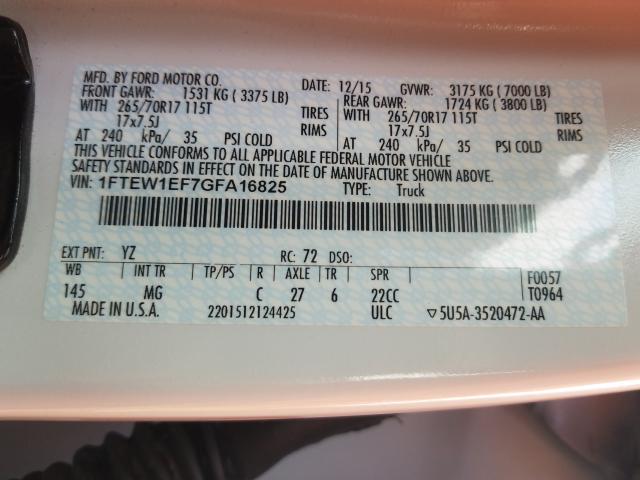 MFD. BY FORD MOTOR CO. DATE: 12/15 GVWR: 3175 KG ( 7000 LB)
FRONT GAWR: 1531 KG ( 3375 LB) REAR GAWR: 1724 KG ( 3800 LB)
WITH 265/70R17 115T TIRES WITH 265/70R17 115T TIRES
17x7.5J RIMS 17x7.5J RIMS
AT 240 kPa/ 35 PSI COLD AT 240 kPa/ 35 PSI COLD
THIS VEHICLE CONFORMS TO ALL APPLICABLE FEDERAL MOTOR VEHICLE
SAFETY STANDARDS IN EFFECT ON THE DATE OF MANUFACTURE SHOWN ABOVE.
VIN: 1FTEW1EF7GFA16825 TYPE: Truck
EXT PNT: YZ RC: 72 DSO:
WB INT TR TP/PS R AXLE TR SPR F0057
145 MG C 27 6 22CC T0964
MADE IN U.S.A. 2201512124425 ULC ▽5U5A-3520472-AA